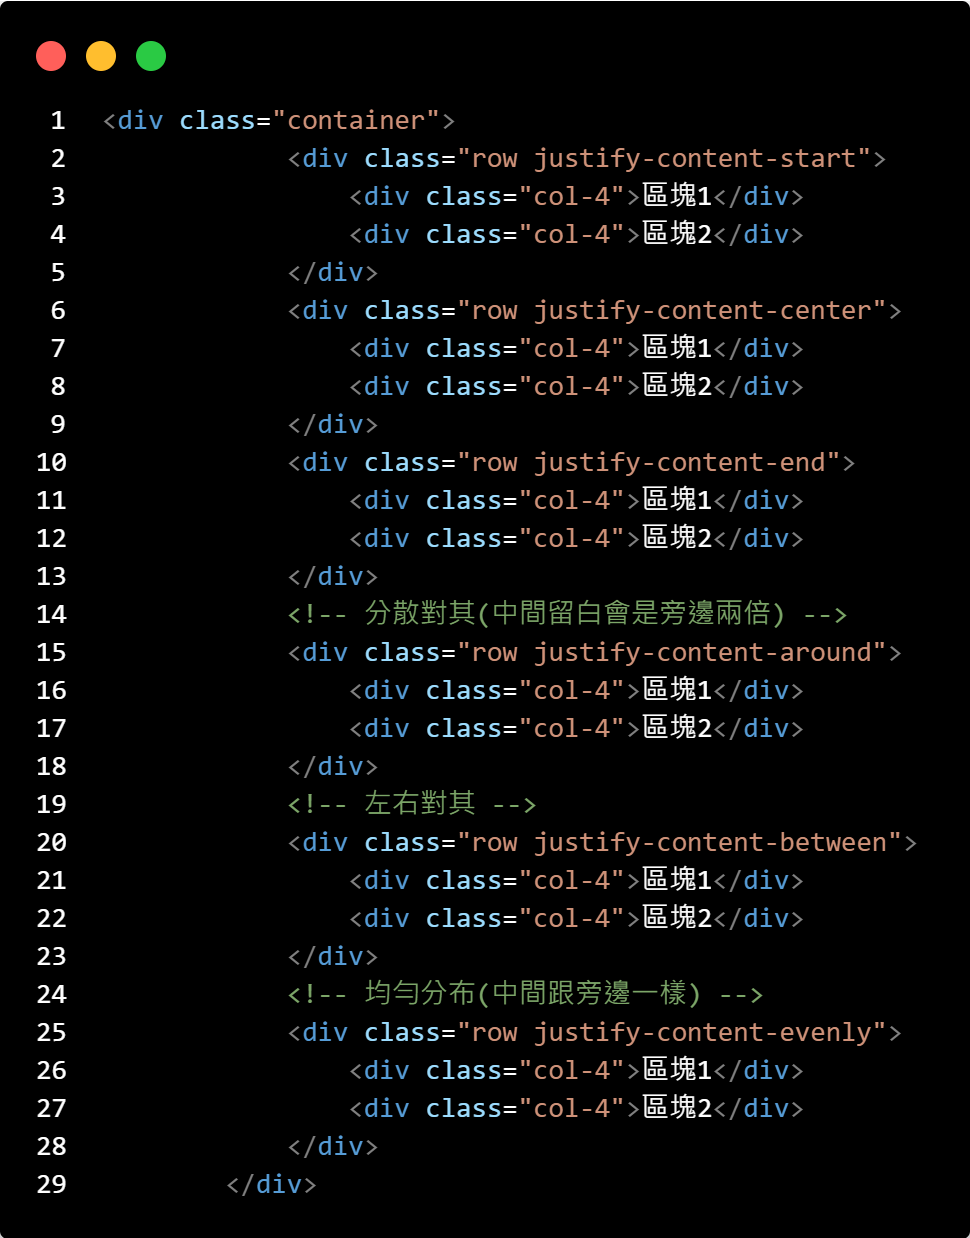 1 <div class="container">
2 <div class="row justify-content-start">
3 <div class="col-4">區塊1</div>
4 <div class="col-4">區塊2</div>
5 </div>
6 <div class="row justify-content-center">
7 <div class="col-4">區塊1</div>
8 <div class="col-4">區塊2</div>
9 </div>
10 <div class="row justify-content-end">
11 <div class="col-4">區塊1</div>
12 <div class="col-4">區塊2</div>
13 </div>
14 <!-- 分散對其(中間留白會是旁邊兩倍) -->
15 <div class="row justify-content-around">
16 <div class="col-4">區塊1</div>
17 <div class="col-4">區塊2</div>
18 </div>
19 <!-- 左右對其 -->
20 <div class="row justify-content-between">
21 <div class="col-4">區塊1</div>
22 <div class="col-4">區塊2</div>
23 </div>
24 <!-- 均勻分布(中間跟旁邊一樣) -->
25 <div class="row justify-content-evenly">
26 <div class="col-4">區塊1</div>
27 <div class="col-4">區塊2</div>
28 </div>
29 </div>